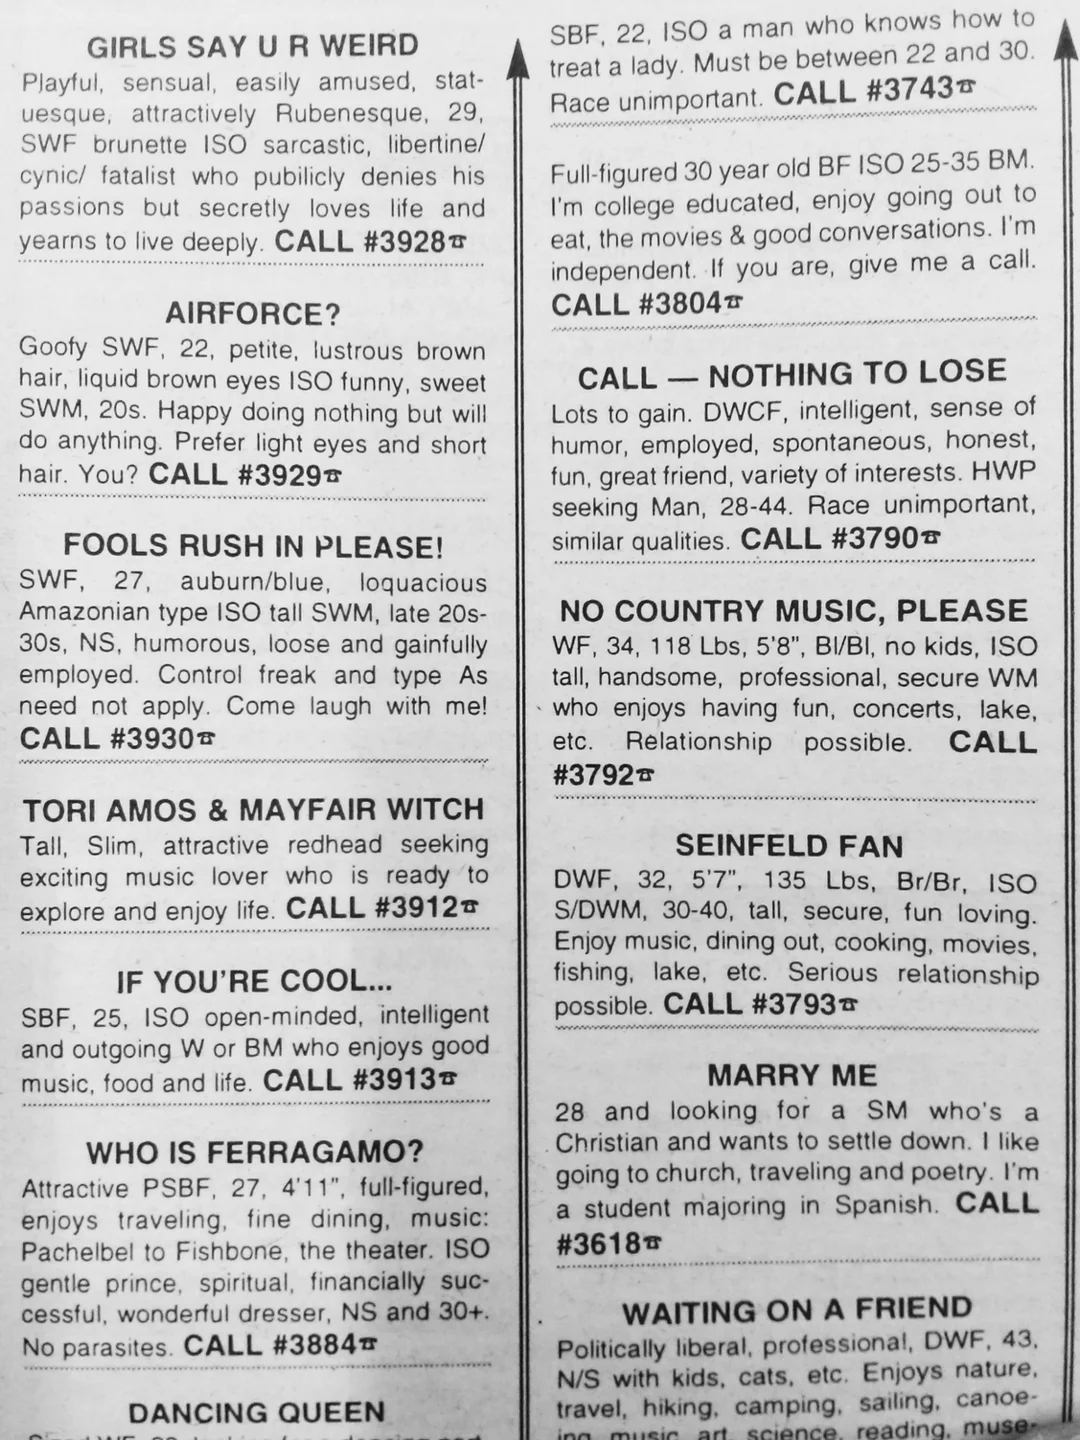 GIRLS SAY U R WEIRD
Playful, sensual, easily amused, stat-
uesque, attractively Rubenesque, 29,
SWF brunette ISO sarcastic, libertine/
cynic/ fatalist who pubilicly denies his
passions but secretly loves life and
yearns to live deeply. CALL #3928☎
AIRFORCE?
Goofy SWF, 22, petite, lustrous brown
hair, liquid brown eyes ISO funny, sweet
SWM, 20s. Happy doing nothing but will
do anything. Prefer light eyes and short
hair. You? CALL #3929☎
FOOLS RUSH IN PLEASE!
SWF, 27, auburn/blue, loquacious
Amazonian type ISO tall SWM, late 20s-
30s, NS, humorous, loose and gainfully
employed. Control freak and type As
need not apply. Come laugh with me!
CALL #3930☎
TORI AMOS & MAYFAIR WITCH
Tall, Slim, attractive redhead seeking
exciting music lover who is ready to
explore and enjoy life. CALL #3912☎
IF YOU'RE COOL...
SBF, 25, ISO open-minded, intelligent
and outgoing W or BM who enjoys good
music, food and life. CALL #3913☎
WHO IS FERRAGAMO?
Attractive PSBF, 27, 4'11", full-figured,
enjoys traveling, fine dining, music:
Pachelbel to Fishbone, the theater. ISO
gentle prince, spiritual, financially suc-
cessful, wonderful dresser, NS and 30+.
No parasites. CALL #3884☎
DANCING QUEEN
SBF, 22, ISO a man who knows how to
treat a lady. Must be between 22 and 30.
Race unimportant. CALL #3743☎
Full-figured 30 year old BF ISO 25-35 BM.
I'm college educated, enjoy going out to
eat, the movies & good conversations. I'm
independent. If you are, give me a call.
CALL #3804☎
CALL — NOTHING TO LOSE
Lots to gain. DWCF, intelligent, sense of
humor, employed, spontaneous, honest,
fun, great friend, variety of interests. HWP
seeking Man, 28-44. Race unimportant,
similar qualities. CALL #3790☎
NO COUNTRY MUSIC, PLEASE
WF, 34, 118 Lbs, 5'8", Bl/Bl, no kids, ISO
tall, handsome, professional, secure WM
who enjoys having fun, concerts, lake,
etc. Relationship possible. CALL
#3792☎
SEINFELD FAN
DWF, 32, 5'7", 135 Lbs, Br/Br, ISO
S/DWM, 30-40, tall, secure, fun loving.
Enjoy music, dining out, cooking, movies,
fishing, lake, etc. Serious relationship
possible. CALL #3793☎
MARRY ME
28 and looking for a SM who's a
Christian and wants to settle down. I like
going to church, traveling and poetry. I'm
a student majoring in Spanish. CALL
#3618☎
WAITING ON A FRIEND
Politically liberal, professional, DWF, 43,
N/S with kids, cats, etc. Enjoys nature,
travel, hiking, camping, sailing, canoe-
ing, music, art, science, reading, muse-